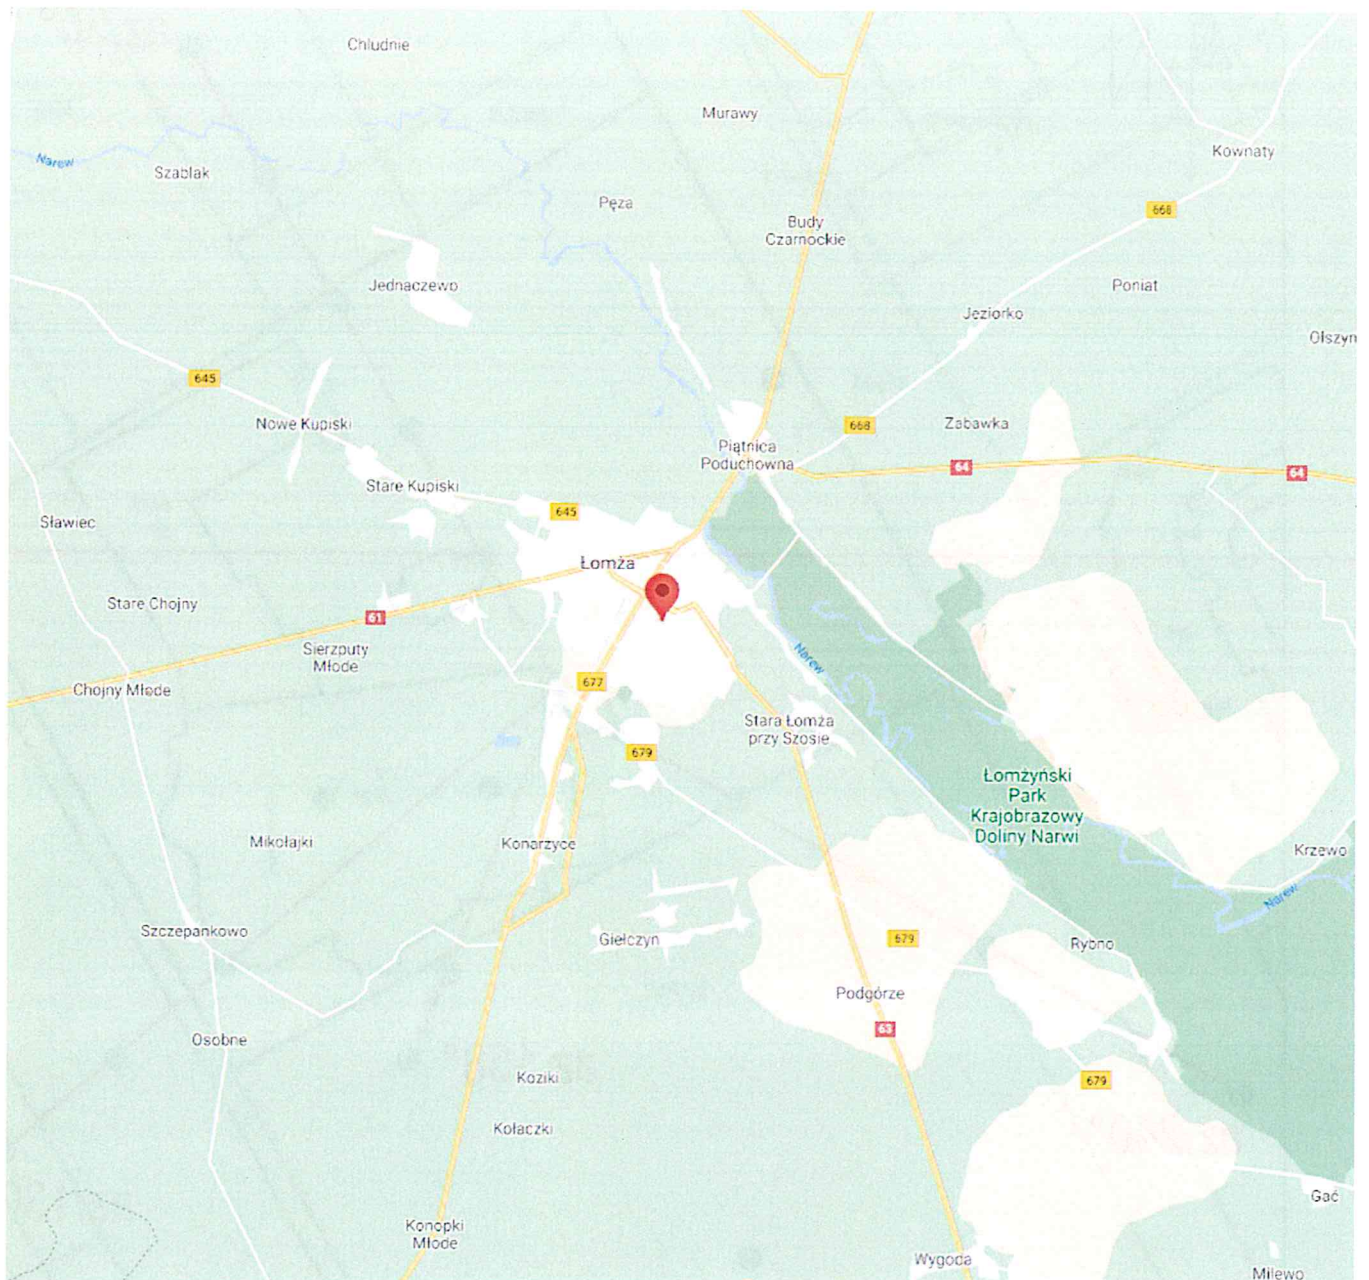 Chludnie
Murawy
Kownaty
Narew
Szablak
Pęza
668
Budy
Czarnockie
Jednaczewo
Poniat
Jeziorko
Olszyn
645
Nowe Kupiski
668
Zabawka
Piątnica
Poduchowna
64
64
Stare Kupiski
645
Sławiec
Łomża
Stare Chojny
61
Sierzputy
Młode
Narew
Chojny Młode
677
Stara Łomża
przy Szosie
679
Łomżyński
Park
Krajobrazowy
Doliny Narwi
Mikołajki
Konarzyce
Krzewo
Narew
Szczepankowo
Giełczyn
679
Rybno
Podgórze
63
Osobne
Koziki
679
Kołaczki
Gać
Konopki
Młode
Wygoda
Milewo